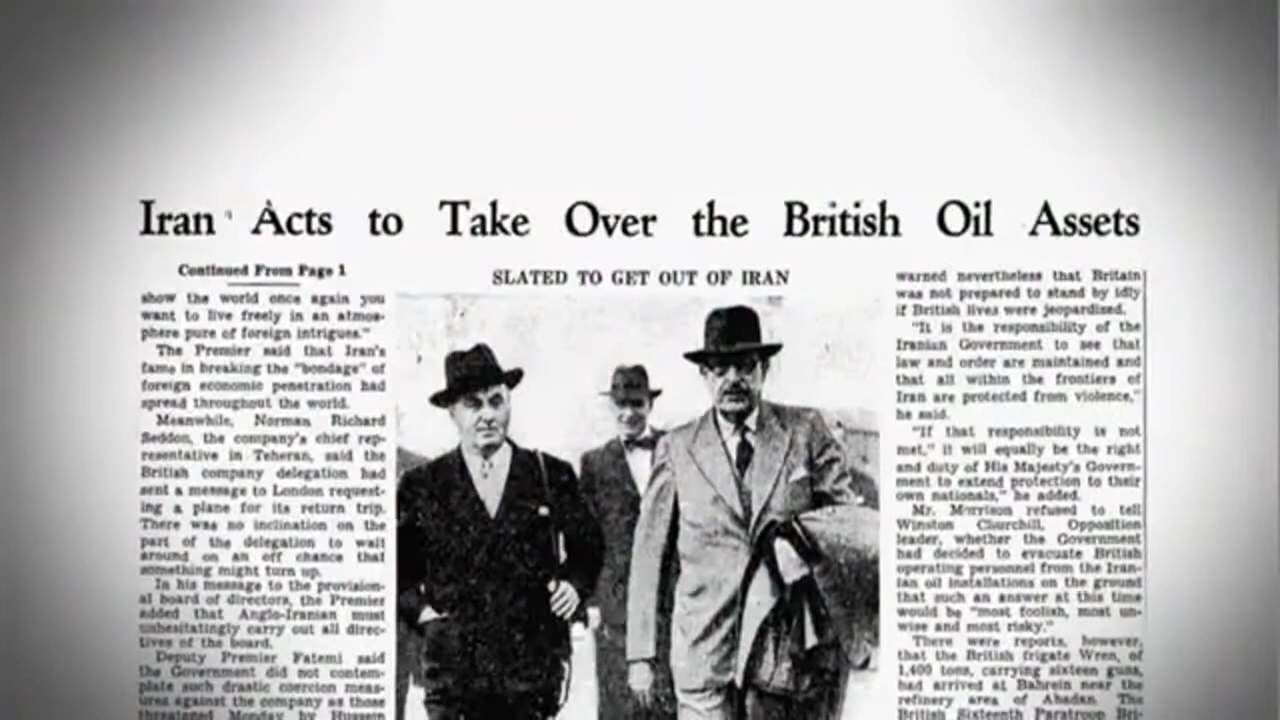 Iran Acts to Take Over the British Oil Assets
Continued From Page 1
show the world once again you
want to live freely in an atmos-
phere pure of foreign intrigues."
The Premier said that Iran's
fame in breaking the "bondage" of
foreign economic penetration had
spread throughout the world.
Meanwhile, Norman Richard
Seddon, the company's chief rep-
resentative in Teheran, said the
British company delegation had
sent a message to London request-
ing a plane for its return trip.
There was no inclination on the
part of the delegation to wait
around on an off chance that
something might turn up.
In his message to the provision-
al board of directors, the Premier
added that Anglo-Iranian must
unhesitatingly carry out all direc-
tives of the board.
Deputy Premier Fatemi said
the Government did not contem-
plate such drastic coercion meas-
ures against the company as those
threatened Monday by Hussein
SLATED TO GET OUT OF IRAN
warned nevertheless that Britain
was not prepared to stand by idly
if British lives were jeopardised.
"It is the responsibility of the
Iranian Government to see that
law and order are maintained and
that all within the frontiers of
Iran are protected from violence,"
he said.
"If that responsibility is not
met," it will equally be the right
and duty of His Majesty's Govern-
ment to extend protection to their
own nationals," he added.
Mr. Morrison refused to tell
Winston Churchill, Opposition
leader, whether the Government
had decided to evacuate British
operating personnel from the Iran-
ian oil installations on the ground
that such an answer at this time
would be "most foolish, most un-
wise and most risky."
There were reports, however,
that the British frigate Wren, of
1,400 tons, carrying sixteen guns,
had arrived at Bahrein near the
refinery area of Abadan. The
British Sixteenth Paratroop Bri-